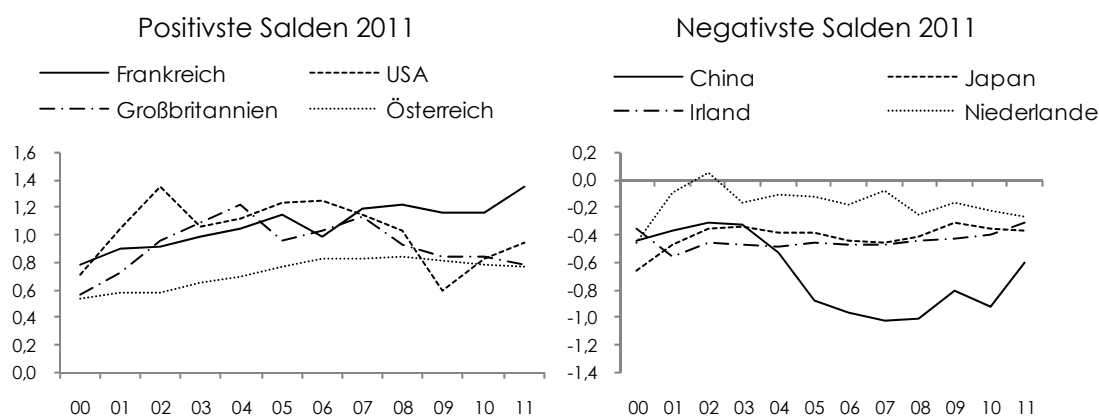 Positivste Salden 2011
Frankreich USA
Großbritannien Österreich
1,6
1,4
1,2
1,0
0,8
0,6
0,4
0,2
0,0
00 01 02 03 04 05 06 07 08 09 10 11
Negativste Salden 2011
China Japan
Irland Niederlande
0,2
0,0
-0,2
-0,4
-0,6
-0,8
-1,0
-1,2
-1,4
00 01 02 03 04 05 06 07 08 09 10 11